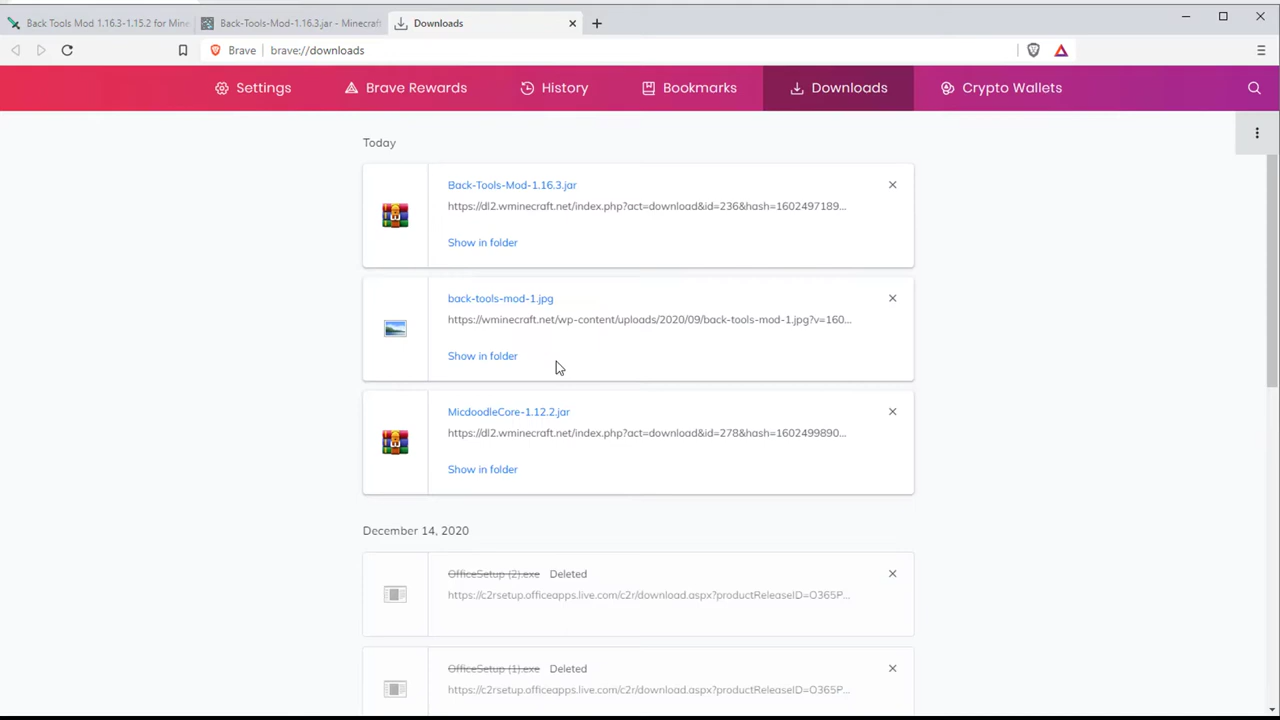 Back Tools Mod 1.16.3-1.15.2 for Mine
Back-Tools-Mod-1.16.3.jar - Minecraft
Downloads
Brave
brave://downloads
Settings
Brave Rewards
History
Bookmarks
Downloads
Crypto Wallets
Today
Back-Tools-Mod-1.16.3.jar
https://dl2.wminecraft.net/index.php?act=download&id=236&hash=1602497189...
Show in folder
back-tools-mod-1.jpg
https://wminecraft.net/wp-content/uploads/2020/09/back-tools-mod-1.jpg?v=160...
Show in folder
MicdoodleCore-1.12.2.jar
https://dl2.wminecraft.net/index.php?act=download&id=278&hash=1602499890...
Show in folder
December 14, 2020
OfficeSetup (2).exe Deleted
https://c2rsetup.officeapps.live.com/c2r/download.aspx?productReleaseID=O365P...
OfficeSetup (1).exe Deleted
https://c2rsetup.officeapps.live.com/c2r/download.aspx?productReleaseID=O365P...